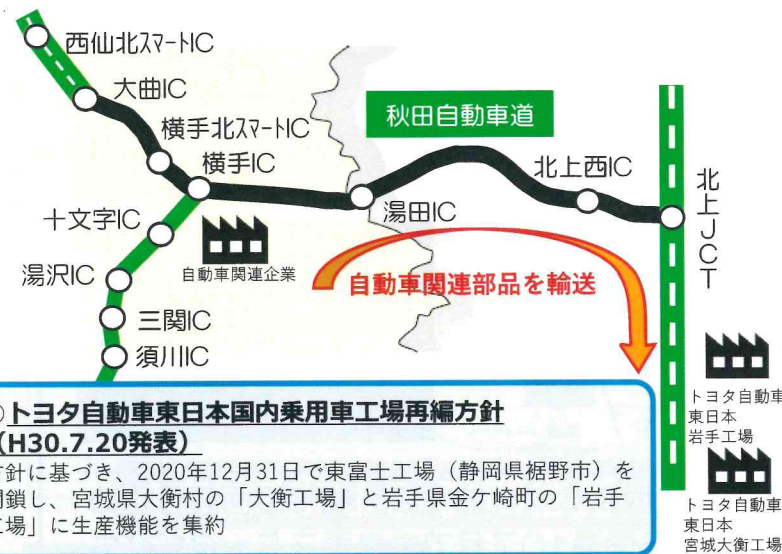 西仙北スマートIC
大曲IC
横手北スマートIC
横手IC
秋田自動車道
北上西IC
北上JCT
湯田IC
十文字IC
自動車関連企業
湯沢IC
自動車関連部品を輸送
三関IC
須川IC
トヨタ自動車
東日本
岩手工場
トヨタ自動車東日本国内乗用車工場再編方針
(H30.7.20発表)
方針に基づき、2020年12月31日で東富士工場（静岡県裾野市）を
閉鎖し、宮城県大衡村の「大衡工場」と岩手県金ケ崎町の「岩手
工場」に生産機能を集約
トヨタ自動車
東日本
宮城大衡工場